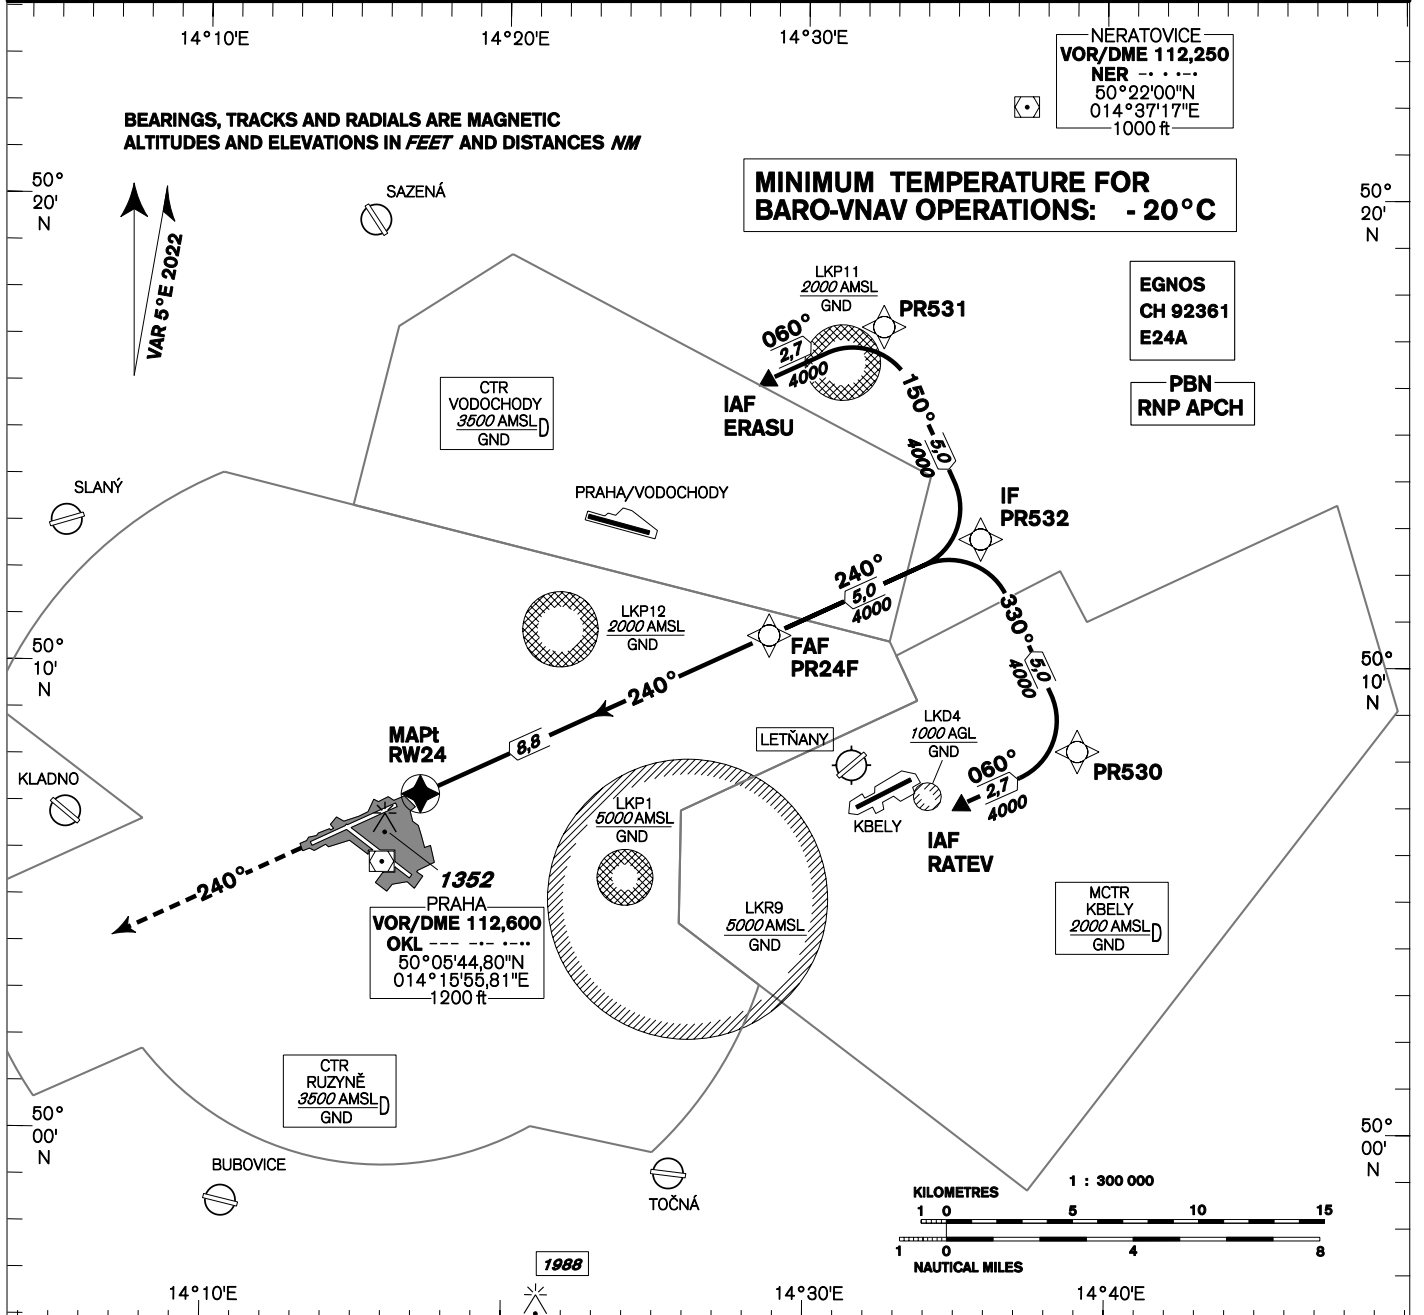 14°10'E
14°20'E
14°30'E
NERATOVICE
VOR/DME 112,250
NER
50°22'00"N
014°37'17"E
1000 ft
BEARINGS, TRACKS AND RADIALS ARE MAGNETIC
ALTITUDES AND ELEVATIONS IN FEET AND DISTANCES NM
50°
20'
N
VAR 5°E 2022
SAZENÁ
MINIMUM TEMPERATURE FOR
BARO-VNAV OPERATIONS: - 20°C
50°
20'
N
EGNOS
CH 92361
E24A
PBN
RNP APCH
LKP11
2000 AMSL
GND
PR531
060°
2,7
4000
IAF
ERASU
150°
5,0
4000
CTR
VODOCHODY
3500 AMSL D
GND
SLANÝ
PRAHA/VODOCHODY
IF
PR532
240°
5,0
4000
LKP12
2000 AMSL
GND
FAF
PR24F
330°
5,0
4000
50°
10'
N
50°
10'
N
240°
8,8
MAPt
RW24
KLADNO
LETŇANY
LKD4
1000 AGL
GND
KBELY
060°
2,7
4000
PR530
IAF
RATEV
LKP1
5000 AMSL
GND
240°
1352
PRAHA
VOR/DME 112,600
OKL
50°05'44,80"N
014°15'55,81"E
1200 ft
LKR9
5000 AMSL
GND
MCTR
KBELY
2000 AMSL D
GND
CTR
RUZYNĚ
3500 AMSL D
GND
50°
00'
N
50°
00'
N
BUBOVICE
TOČNÁ
1 : 300 000
KILOMETRES
1 0 5 10 15
1 0 4 8
NAUTICAL MILES
1988
14°10'E
14°30'E
14°40'E